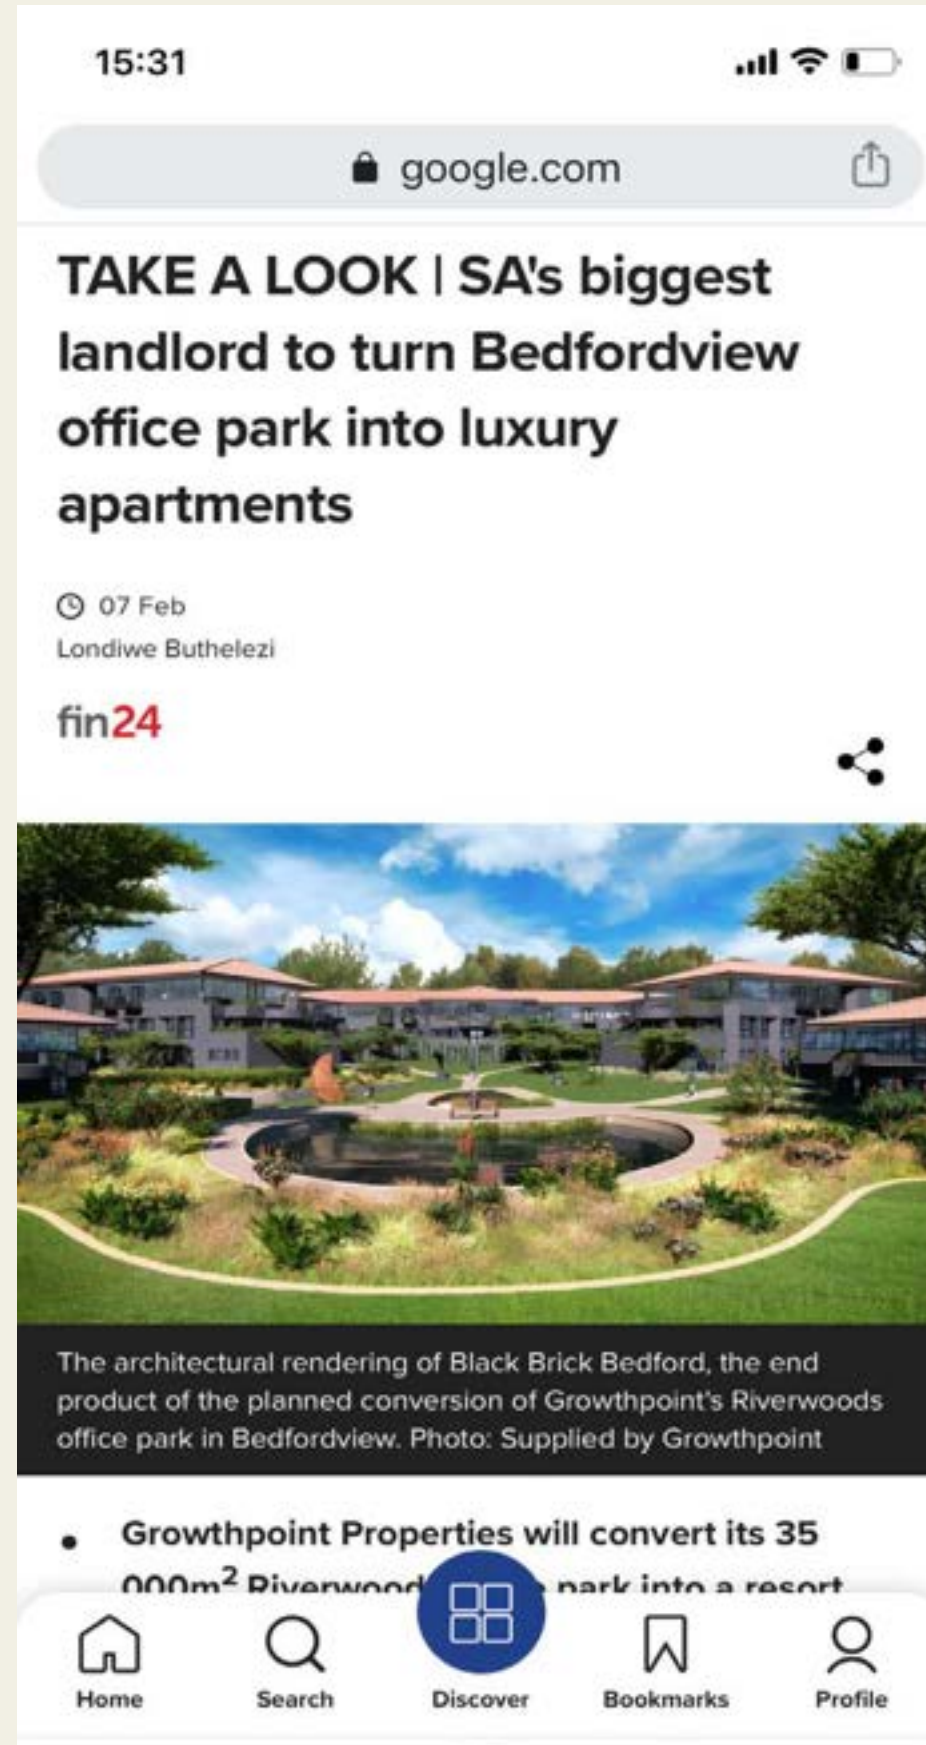 15:31
google.com
TAKE A LOOK | SA's biggest
landlord to turn Bedfordview
office park into luxury
apartments
07 Feb
Londiwe Buthelezi
fin24
The architectural rendering of Black Brick Bedford, the end
product of the planned conversion of Growthpoint's Riverwoods
office park in Bedfordview. Photo: Supplied by Growthpoint
• Growthpoint Properties will convert its 35
000m² Riverwood park into a resort
Home Search Discover Bookmarks Profile